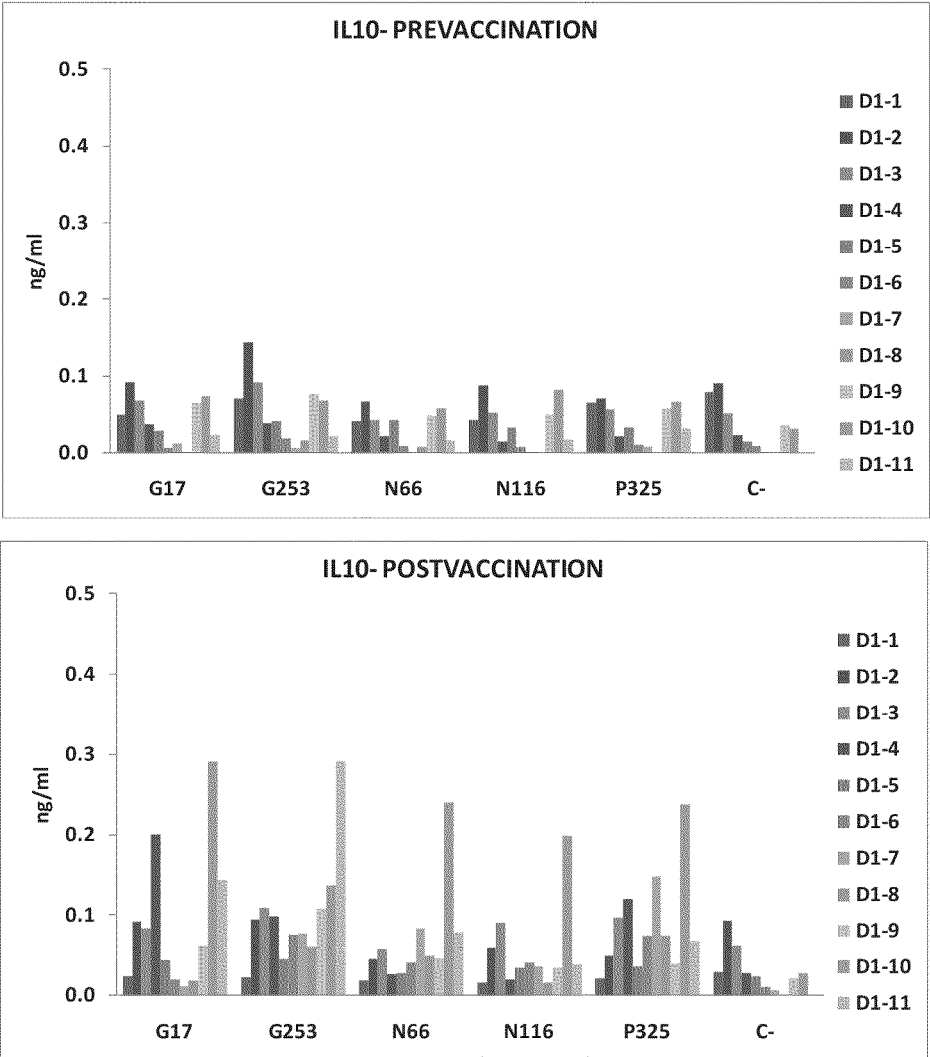 IL10- PREVACCINATION
0.5
0.4
0.3
0.2
0.1
0.0
ng/ml
G17 G253 N66 N116 P325 C-
D1-1
D1-2
D1-3
D1-4
D1-5
D1-6
D1-7
D1-8
D1-9
D1-10
D1-11
IL10- POSTVACCINATION
0.5
0.4
0.3
0.2
0.1
0.0
ng/ml
G17 G253 N66 N116 P325 C-
D1-1
D1-2
D1-3
D1-4
D1-5
D1-6
D1-7
D1-8
D1-9
D1-10
D1-11